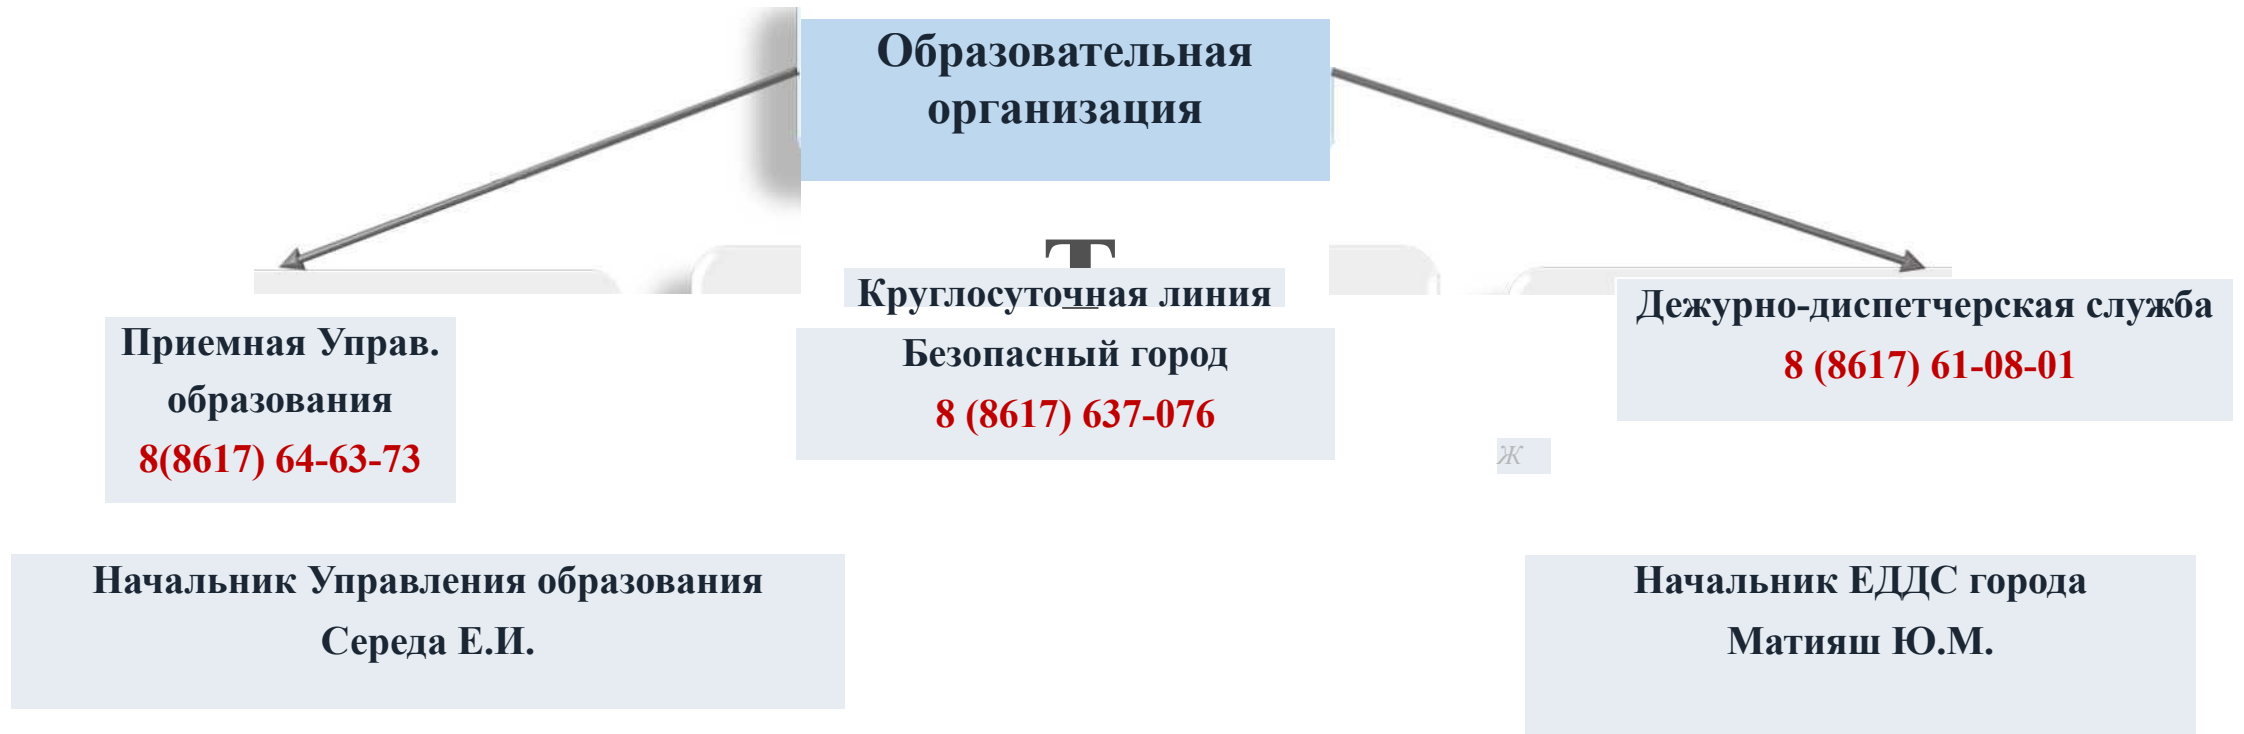 Образовательная
организация
Т
Круглосуточная линия
Безопасный город
8 (8617) 637-076
Приемная Управ.
образования
8(8617) 64-63-73
Дежурно-диспетчерская служба
8 (8617) 61-08-01
Ж
Начальник Управления образования
Середа Е.И.
Начальник ЕДДС города
Матияш Ю.М.